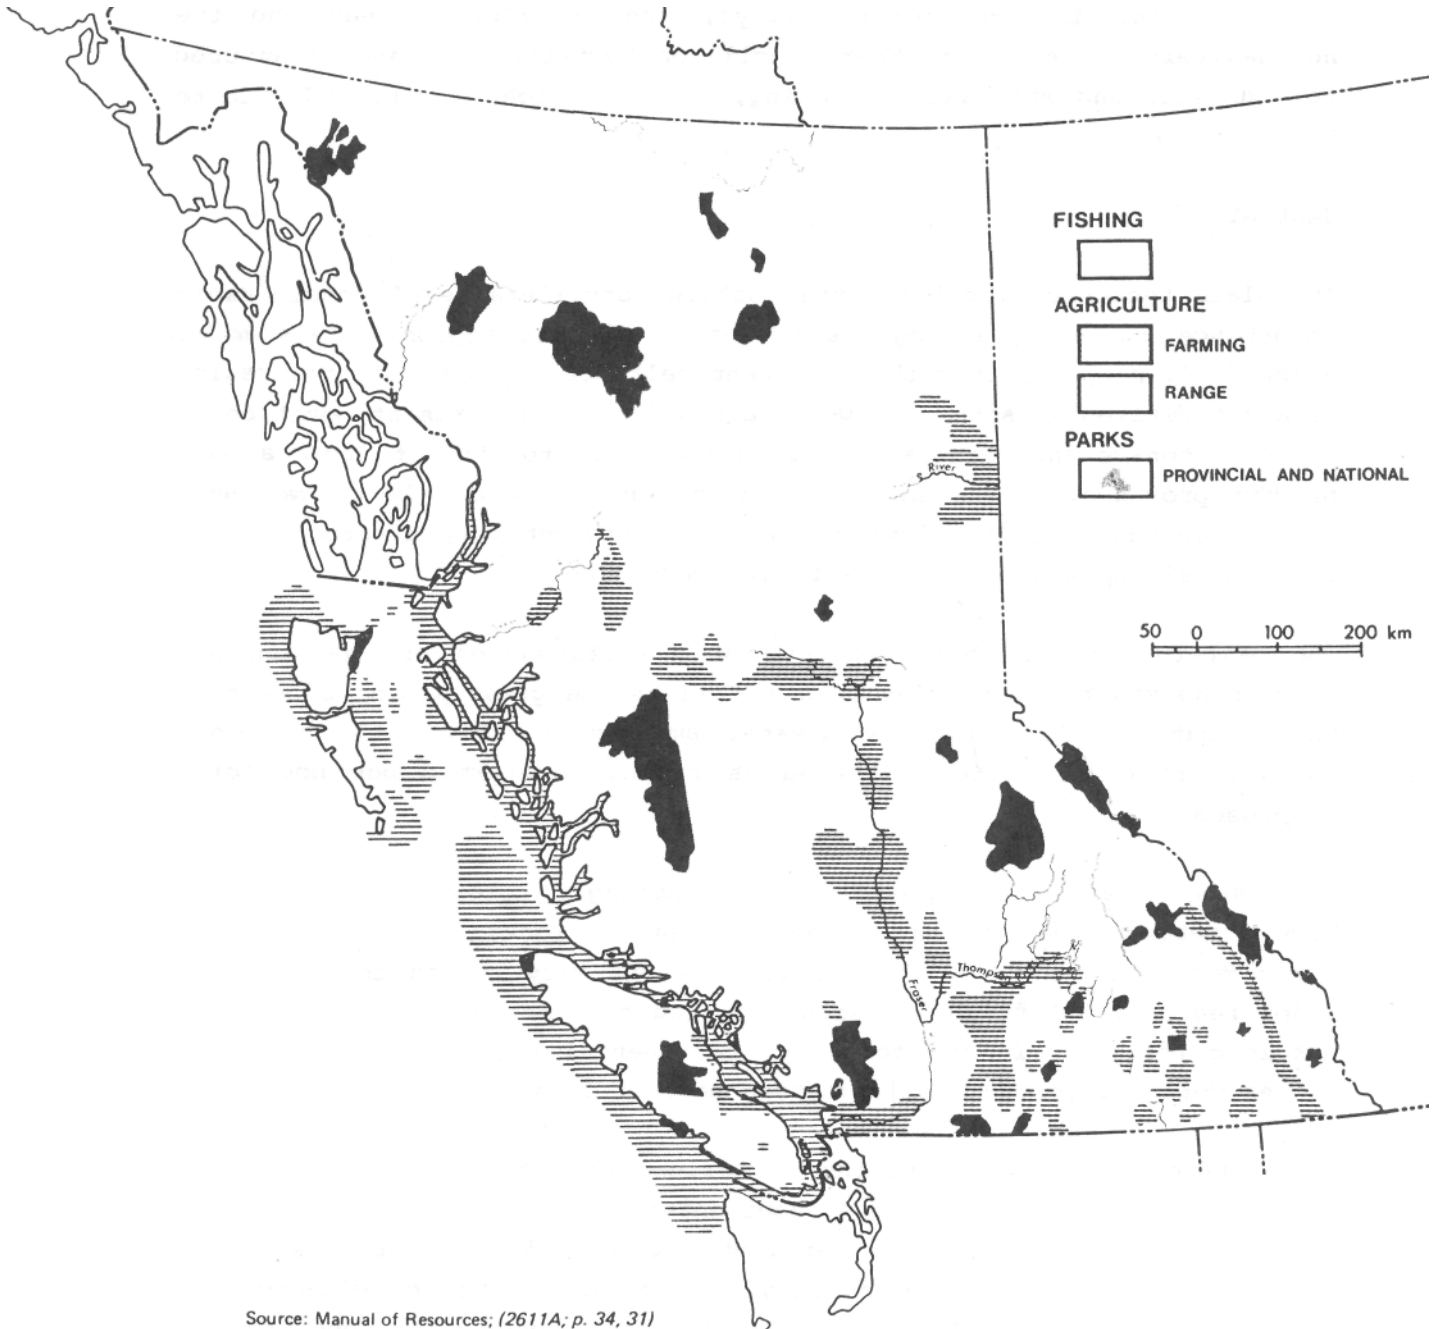 FISHING
AGRICULTURE
FARMING
RANGE
PARKS
PROVINCIAL AND NATIONAL
50 0 100 200 km
River
Thompson R.
Fraser
Source: Manual of Resources; (2611A; p. 34, 31)